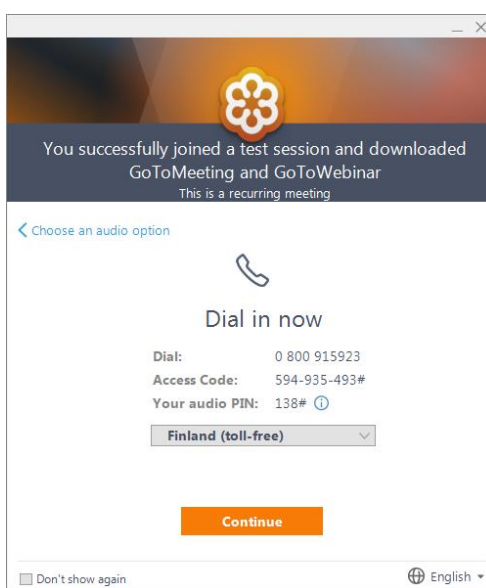 You successfully joined a test session and downloaded
GoToMeeting and GoToWebinar
This is a recurring meeting
Choose an audio option
Dial in now
Dial: 0 800 915923
Access Code: 594-935-493#
Your audio PIN: 138#
Finland (toll-free)
Continue
Don't show again English